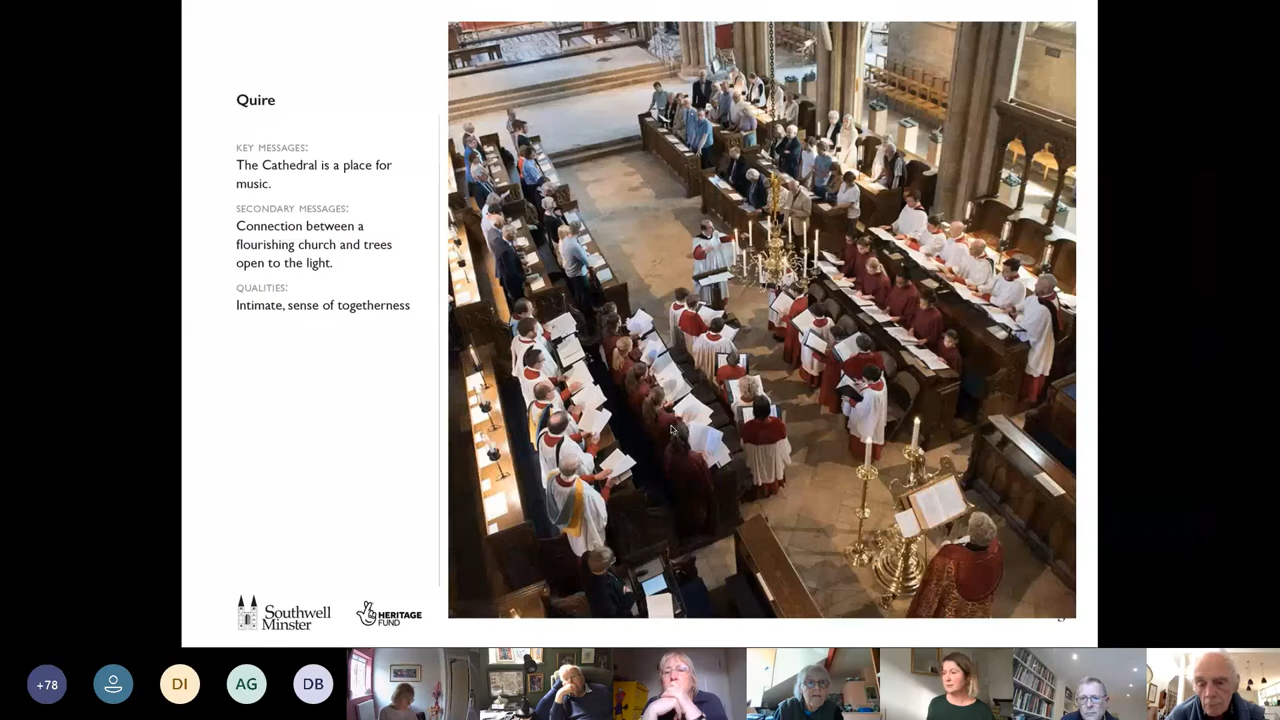 Quire
KEY MESSAGES:
The Cathedral is a place for
music.
SECONDARY MESSAGES:
Connection between a
flourishing church and trees
open to the light.
QUALITIES:
Intimate, sense of togetherness
Southwell
Minster
HERITAGE
FUND
+78
DI
AG
DB